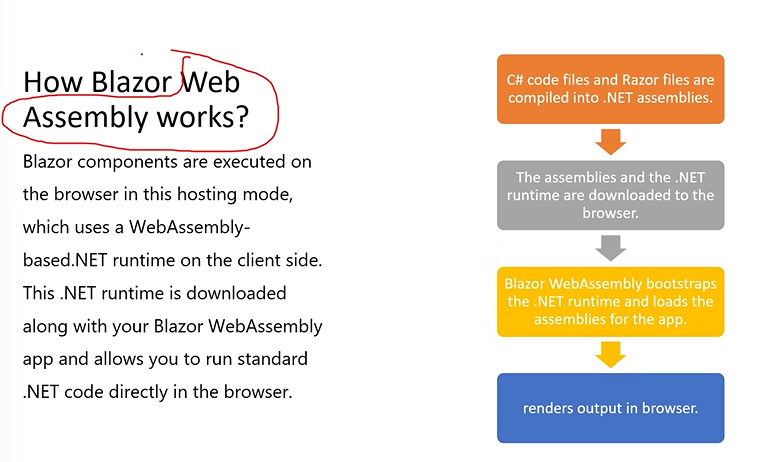 How Blazor Web
Assembly works?
Blazor components are executed on
the browser in this hosting mode,
which uses a WebAssembly-
based.NET runtime on the client side.
This .NET runtime is downloaded
along with your Blazor WebAssembly
app and allows you to run standard
.NET code directly in the browser.
C# code files and Razor files are
compiled into .NET assemblies.
The assemblies and the .NET
runtime are downloaded to the
browser.
Blazor WebAssembly bootstraps
the .NET runtime and loads the
assemblies for the app.
renders output in browser.